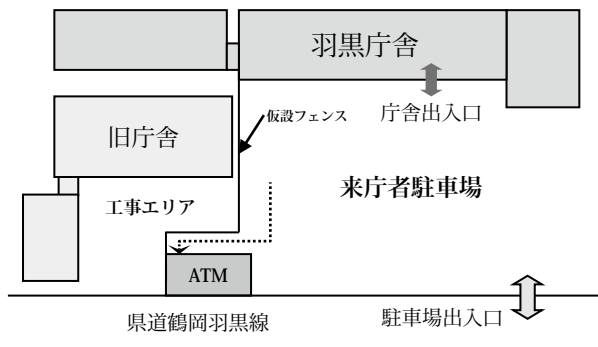 羽黒庁舎
仮設フェンス
庁舎出入口
旧庁舎
来庁者駐車場
工事エリア
ATM
県道鶴岡羽黒線
駐車場出入口